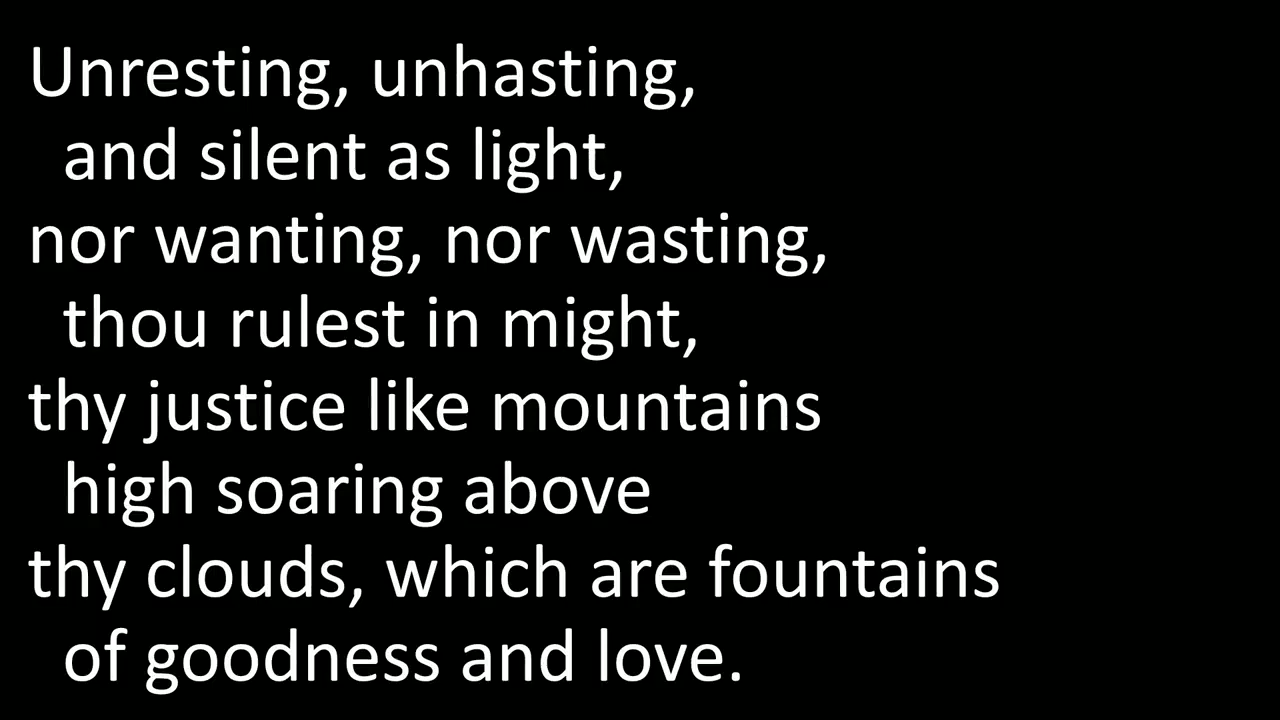 Unresting, unhasting,
and silent as light,
nor wanting, nor wasting,
thou rulest in might,
thy justice like mountains
high soaring above
thy clouds, which are fountains
of goodness and love.